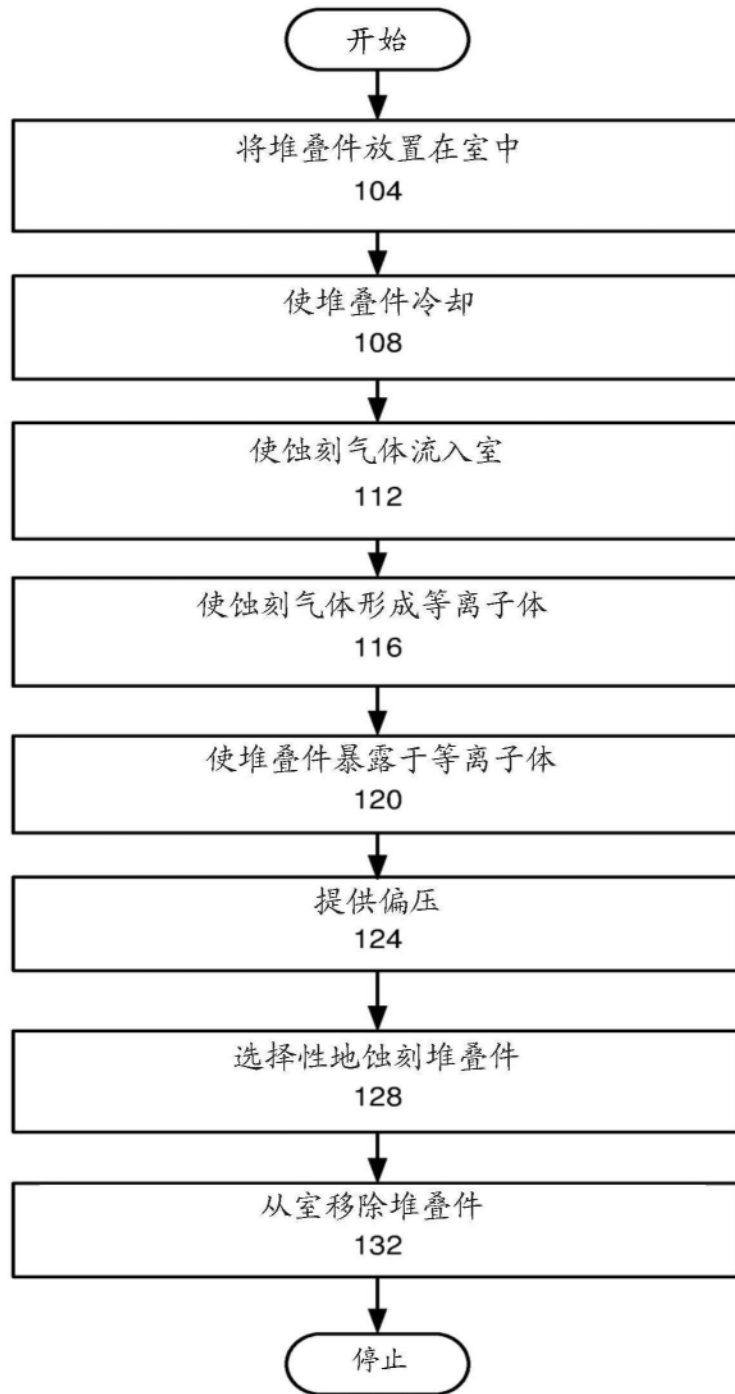 开始
将堆叠件放置在室中
104
使堆叠件冷却
108
使蚀刻气体流入室
112
使蚀刻气体形成等离子体
116
使堆叠件暴露于等离子体
120
提供偏压
124
选择性地蚀刻堆叠件
128
从室移除堆叠件
132
停止